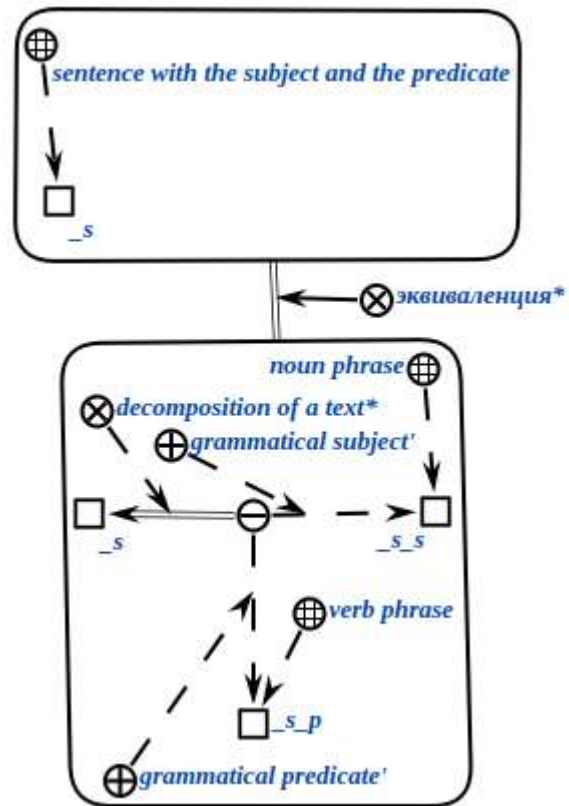 sentence with the subject and the predicate
_s
эквиваленция*
noun phrase
decomposition of a text*
grammatical subject'
_s
_s_s
verb phrase
_s_p
grammatical predicate'